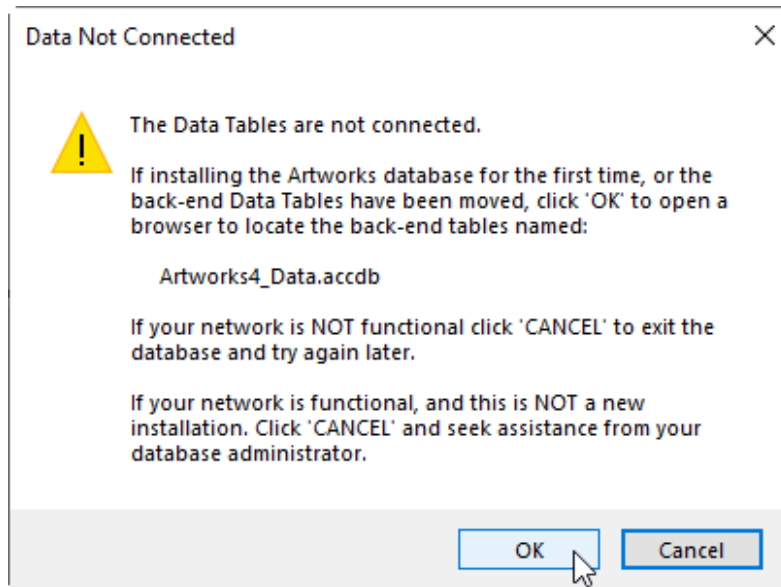 Data Not Connected
The Data Tables are not connected.
If installing the Artworks database for the first time, or the
back-end Data Tables have been moved, click 'OK' to open a
browser to locate the back-end tables named:
Artworks4_Data.accdb
If your network is NOT functional click 'CANCEL' to exit the
database and try again later.
If your network is functional, and this is NOT a new
installation. Click 'CANCEL' and seek assistance from your
database administrator.
OK
Cancel